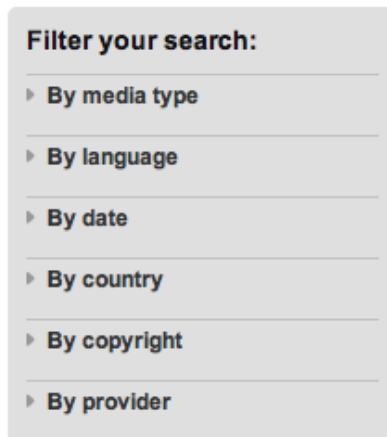 Filter your search:
By media type
By language
By date
By country
By copyright
By provider